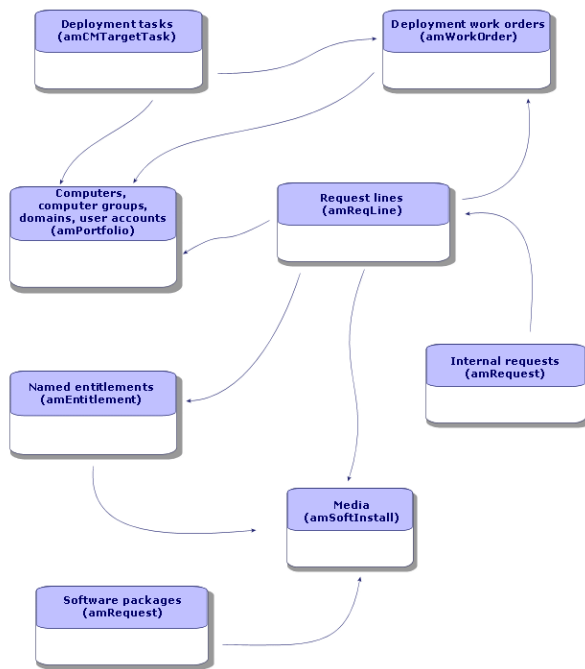 Deployment tasks
(amCMTargetTask)
Deployment work orders
(amWorkOrder)
Computers,
computer groups,
domains, user accounts
(amPortfolio)
Request lines
(amReqLine)
Internal requests
(amRequest)
Named entitlements
(amEntitlement)
Media
(amSoftInstall)
Software packages
(amRequest)